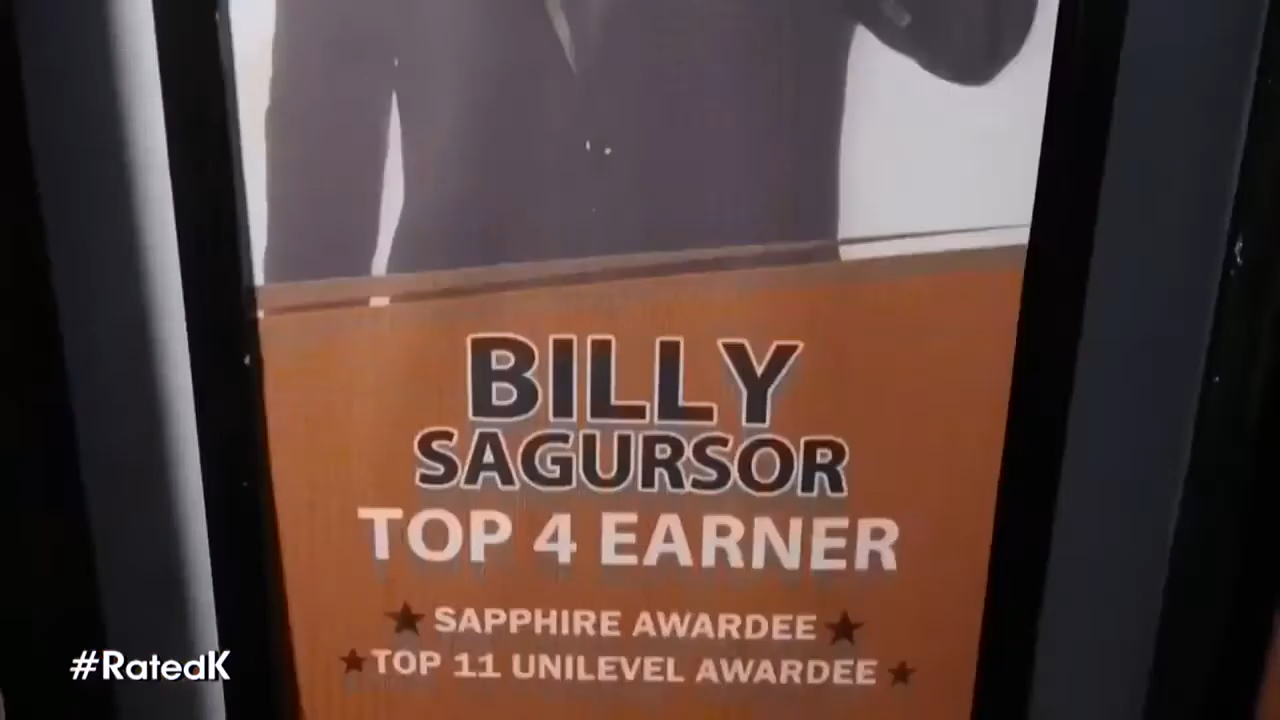 BILLY
SAGURSOR
TOP 4 EARNER
SAPPHIRE AWARDEE
TOP 11 UNILEVEL AWARDEE
#RatedK